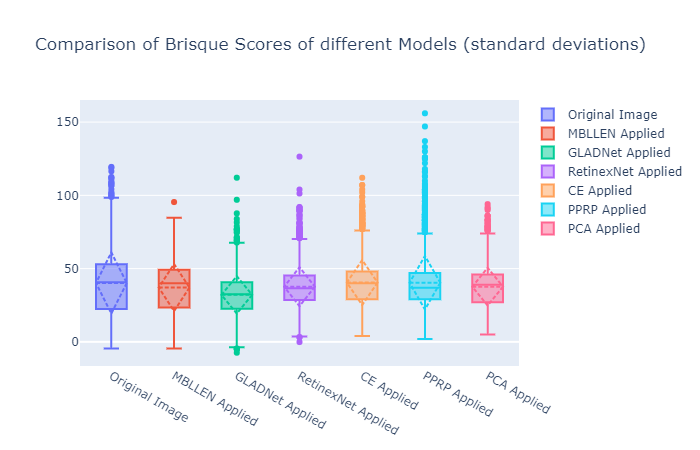 Comparison of Brisque Scores of different Models (standard deviations)
150
100
50
0
Original Image
MBLLEN Applied
GLADNet Applied
RetinexNet Applied
CE Applied
PPRP Applied
PCA Applied
Original Image
MBLLEN Applied
GLADNet Applied
RetinexNet Applied
CE Applied
PPRP Applied
PCA Applied